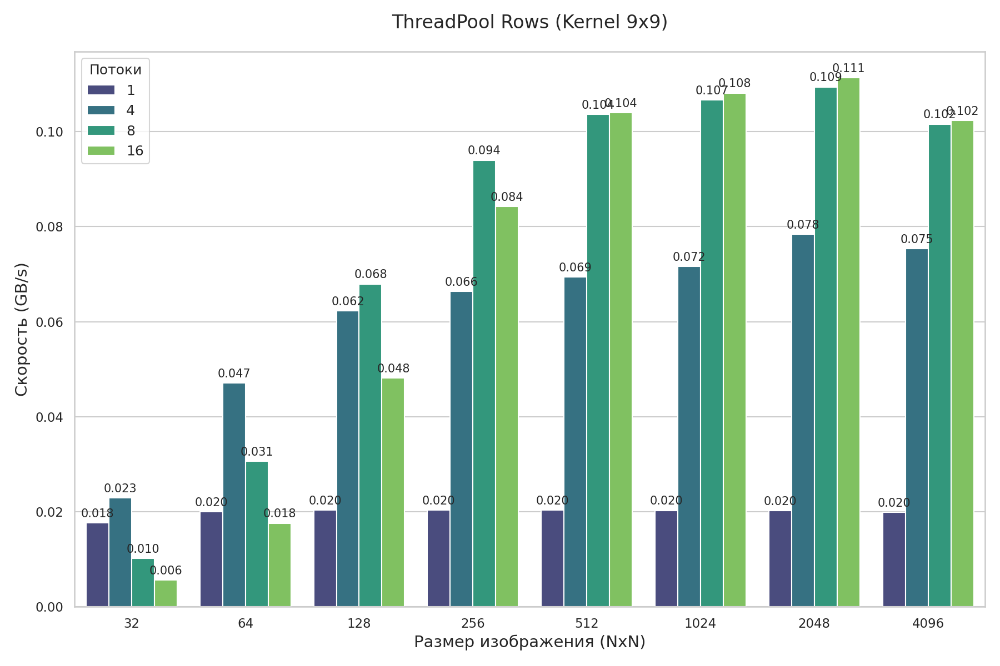 ThreadPool Rows (Kernel 9x9)
Потоки
1
4
8
16
Скорость (GB/s)
0.10
0.08
0.06
0.04
0.02
0.00
0.018 0.023 0.010 0.006
0.020 0.047 0.031 0.018
0.020 0.062 0.068 0.048
0.020 0.066 0.094 0.084
0.020 0.069 0.104 0.104
0.020 0.072 0.107 0.108
0.020 0.078 0.109 0.111
0.020 0.075 0.102 0.102
32 64 128 256 512 1024 2048 4096
Размер изображения (NxN)